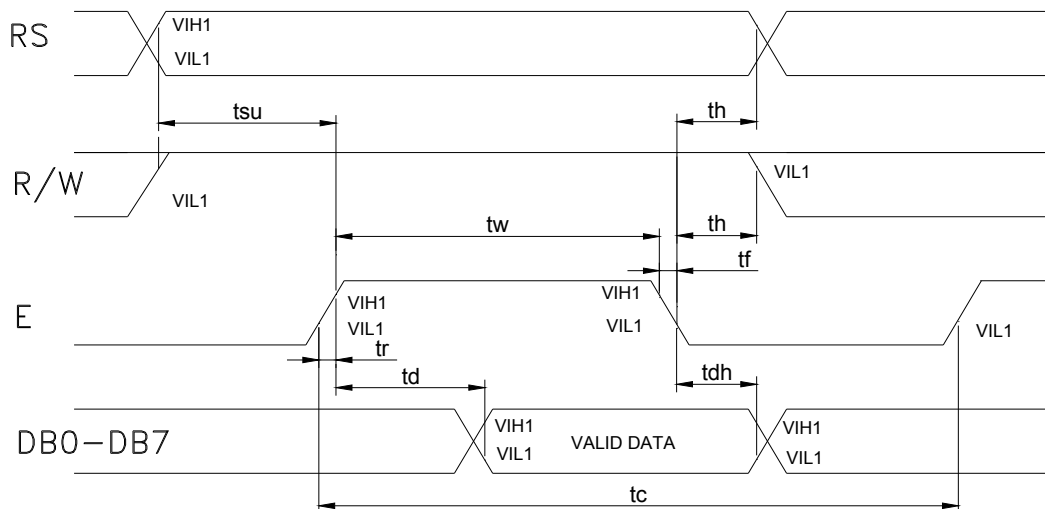 RS
VIH1
VIL1
tsu
th
R/W
VIL1
VIL1
tw
th
tf
E
VIH1
VIL1
VIH1
VIL1
VIL1
tr
td
tdh
DB0-DB7
VIH1
VIL1
VALID DATA
VIH1
VIL1
tc